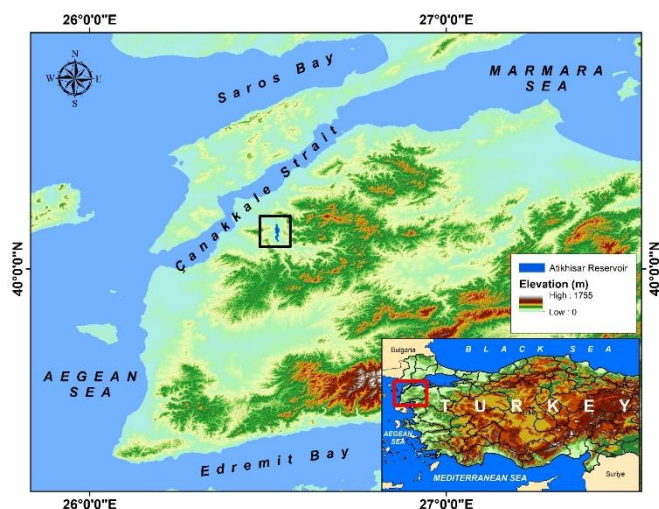 26°0'0"E
27°0'0"E
N
W
E
S
Saros Bay
MARMARA
SEA
Çanakkale Strait
40°0'0"N
40°0'0"N
Atikhisar Reservoir
Elevation (m)
High : 1755
Low : 0
AEGEAN
SEA
Edremit Bay
Bulgaria
BLACK SEA
TURKEY
AEGEAN
SEA
MEDITERRANEAN SEA
Suriye
26°0'0"E
27°0'0"E